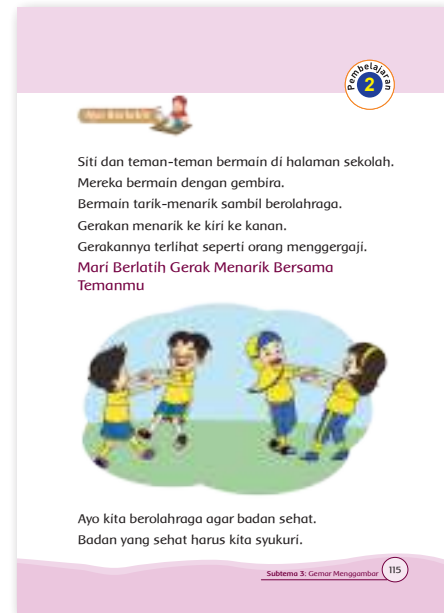 Pembelajaran
2
Ayo Berlatih
Siti dan teman-teman bermain di halaman sekolah.
Mereka bermain dengan gembira.
Bermain tarik-menarik sambil berolahraga.
Gerakan menarik ke kiri ke kanan.
Gerakannya terlihat seperti orang menggergaji.
Mari Berlatih Gerak Menarik Bersama
Temanmu
Ayo kita berolahraga agar badan sehat.
Badan yang sehat harus kita syukuri.
Subtema 3: Gemar Menggambar
115